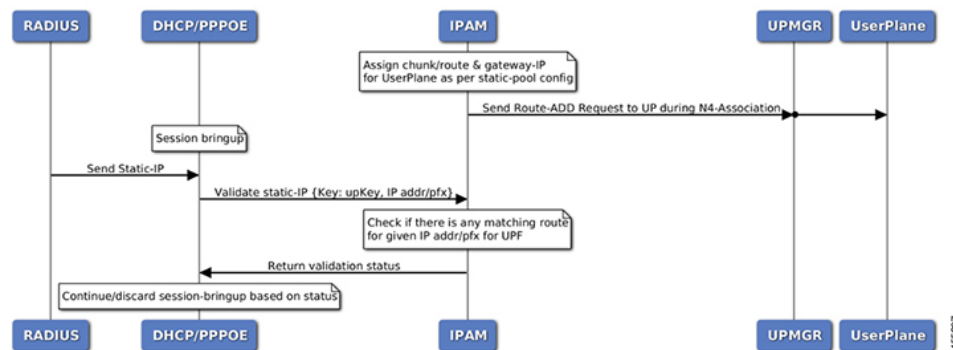 RADIUS
DHCP/PPPOE
IPAM
UPMGR
UserPlane
Assign chunk/route & gateway-IP
for UserPlane as per static-pool config
Send Route-ADD Request to UP during N4-Association
Session bringup
Send Static-IP
Validate static-IP {Key: upKey, IP addr/pfx}
Check if there is any matching route
for given IP addr/pfx for UPF
Return validation status
Continue/discard session-bringup based on status
RADIUS
DHCP/PPPOE
IPAM
UPMGR
UserPlane